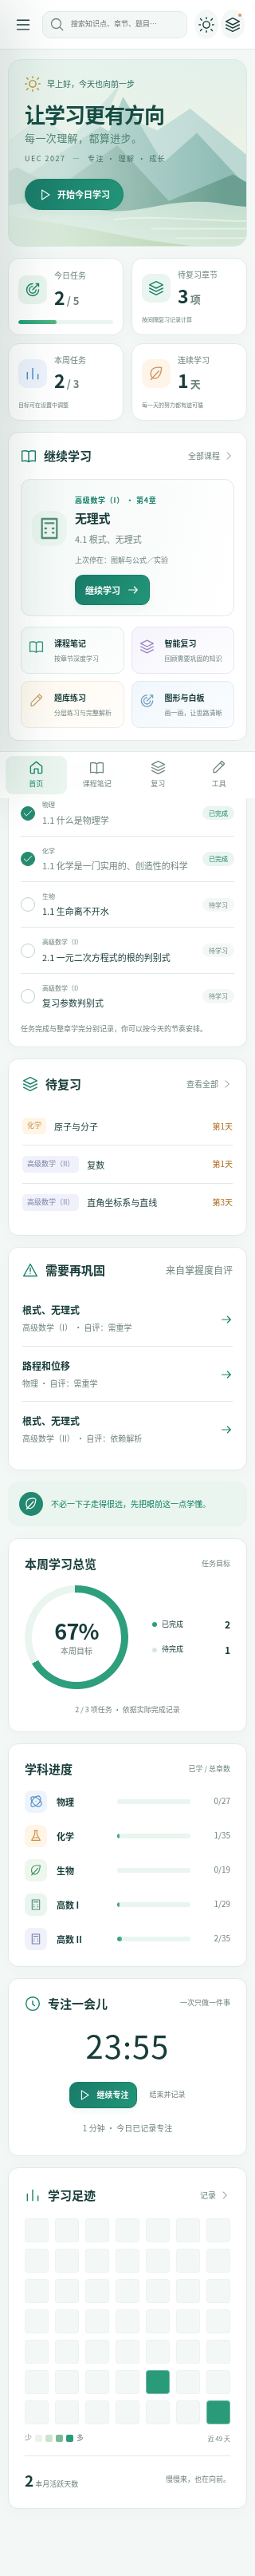 搜索知识点、章节、题目…
早上好，今天也向前一步
让学习更有方向
每一次理解，都算进步。
UEC 2027 — 专注 · 理解 · 成长
开始今日学习
今日任务
2 / 5
待复习章节
3 项
按间隔复习记录计算
本周任务
2 / 3
目标可在设置中调整
连续学习
1 天
每一天的努力都有迹可循
继续学习
全部课程
高级数学（I） · 第4章
无理式
4.1 根式、无理式
上次停在：图解与公式／实验
继续学习
课程笔记
按章节深度学习
智能复习
回顾需要巩固的知识
题库练习
分层练习与完整解析
图形与白板
画一画，让思路清晰
首页
课程笔记
复习
工具
物理
1.1 什么是物理学
已完成
化学
1.1 化学是一门实用的、创造性的科学
已完成
生物
1.1 生命离不开水
待学习
高级数学（I）
2.1 一元二次方程式的根的判别式
待学习
高级数学（I）
复习参数判别式
待学习
任务完成与整章学完分别记录，你可以按今天的节奏安排。
待复习
查看全部
化学
原子与分子
第1天
高级数学（II）
复数
第1天
高级数学（II）
直角坐标系与直线
第3天
需要再巩固
来自掌握度自评
根式、无理式
高级数学（I） · 自评：需重学
路程和位移
物理 · 自评：需重学
根式、无理式
高级数学（II） · 自评：依赖解析
不必一下子走得很远，先把眼前这一点学懂。
本周学习总览
任务目标
67%
本周目标
已完成
2
待完成
1
2 / 3 项任务 · 依据实际完成记录
学科进度
已学 / 总章数
物理
0/27
化学
1/35
生物
0/19
高数 I
1/29
高数 II
2/35
专注一会儿
一次只做一件事
23:55
继续专注
结束并记录
1 分钟 · 今日已记录专注
学习足迹
记录
少
多
近 49 天
2 本月活跃天数
慢慢来，也在向前。